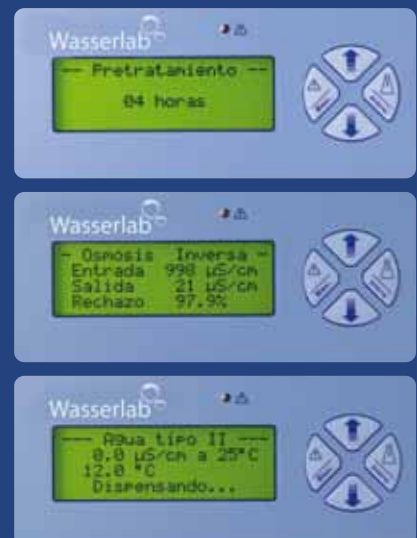 Wasserlab
-- Pretratamiento --
04 horas
Wasserlab
- Osmosis Inversa -
Entrada 998 µS/cm
Salida 21 µS/cm
Rechazo 97.9%
Wasserlab
--- Agua tipo II ---
0.0 µS/cm a 25°C
12.0 °C
Dispensando...